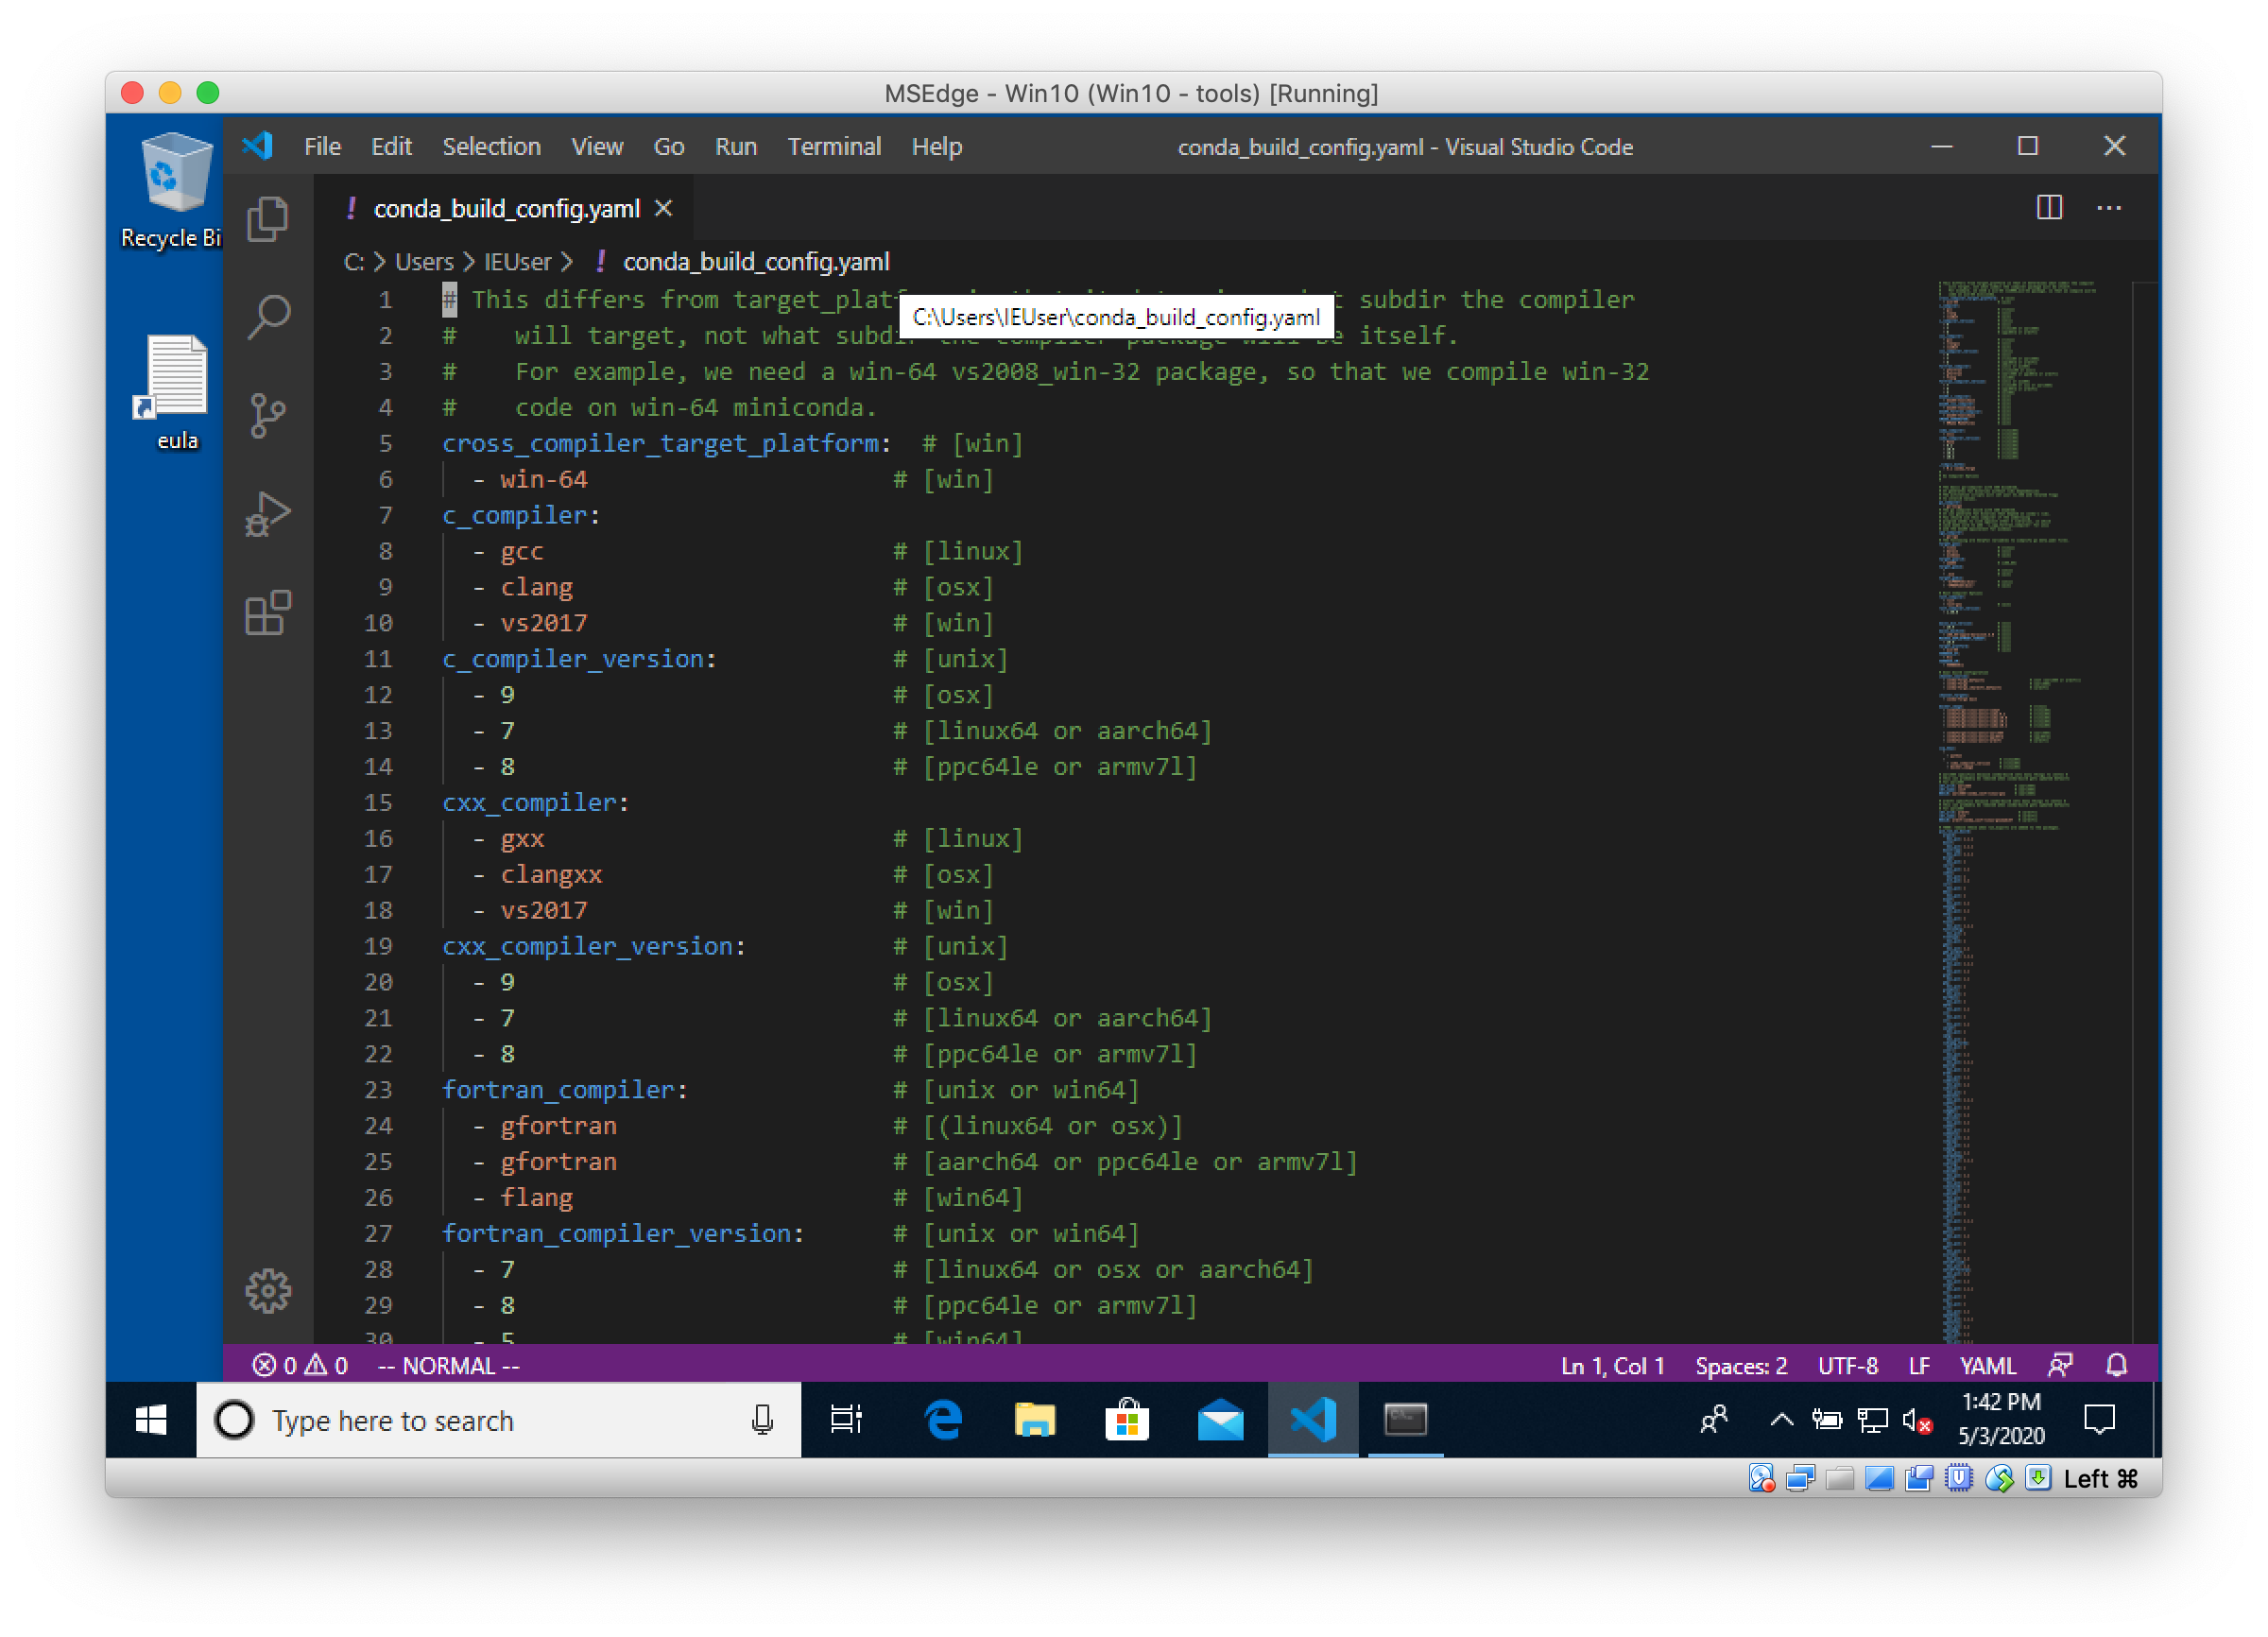 MSEdge - Win10 (Win10 - tools) [Running]
File Edit Selection View Go Run Terminal Help conda_build_config.yaml - Visual Studio Code
Recycle Bi
eula
! conda_build_config.yaml
C: > Users > IEUser > ! conda_build_config.yaml
C:\Users\IEUser\conda_build_config.yaml
1 # This differs from target_platf subdir the compiler
2 # will target, not what subdir the compiler package will be itself.
3 # For example, we need a win-64 vs2008_win-32 package, so that we compile win-32
4 # code on win-64 miniconda.
5 cross_compiler_target_platform: # [win]
6 - win-64 # [win]
7 c_compiler:
8 - gcc # [linux]
9 - clang # [osx]
10 - vs2017 # [win]
11 c_compiler_version: # [unix]
12 - 9 # [osx]
13 - 7 # [linux64 or aarch64]
14 - 8 # [ppc64le or armv7l]
15 cxx_compiler:
16 - gxx # [linux]
17 - clangxx # [osx]
18 - vs2017 # [win]
19 cxx_compiler_version: # [unix]
20 - 9 # [osx]
21 - 7 # [linux64 or aarch64]
22 - 8 # [ppc64le or armv7l]
23 fortran_compiler: # [unix or win64]
24 - gfortran # [(linux64 or osx)]
25 - gfortran # [aarch64 or ppc64le or armv7l]
26 - flang # [win64]
27 fortran_compiler_version: # [unix or win64]
28 - 7 # [linux64 or osx or aarch64]
29 - 8 # [ppc64le or armv7l]
30 - 5 # [win64]
0 0 -- NORMAL -- Ln 1, Col 1 Spaces: 2 UTF-8 LF YAML
Type here to search
1:42 PM
5/3/2020
Left ⌘